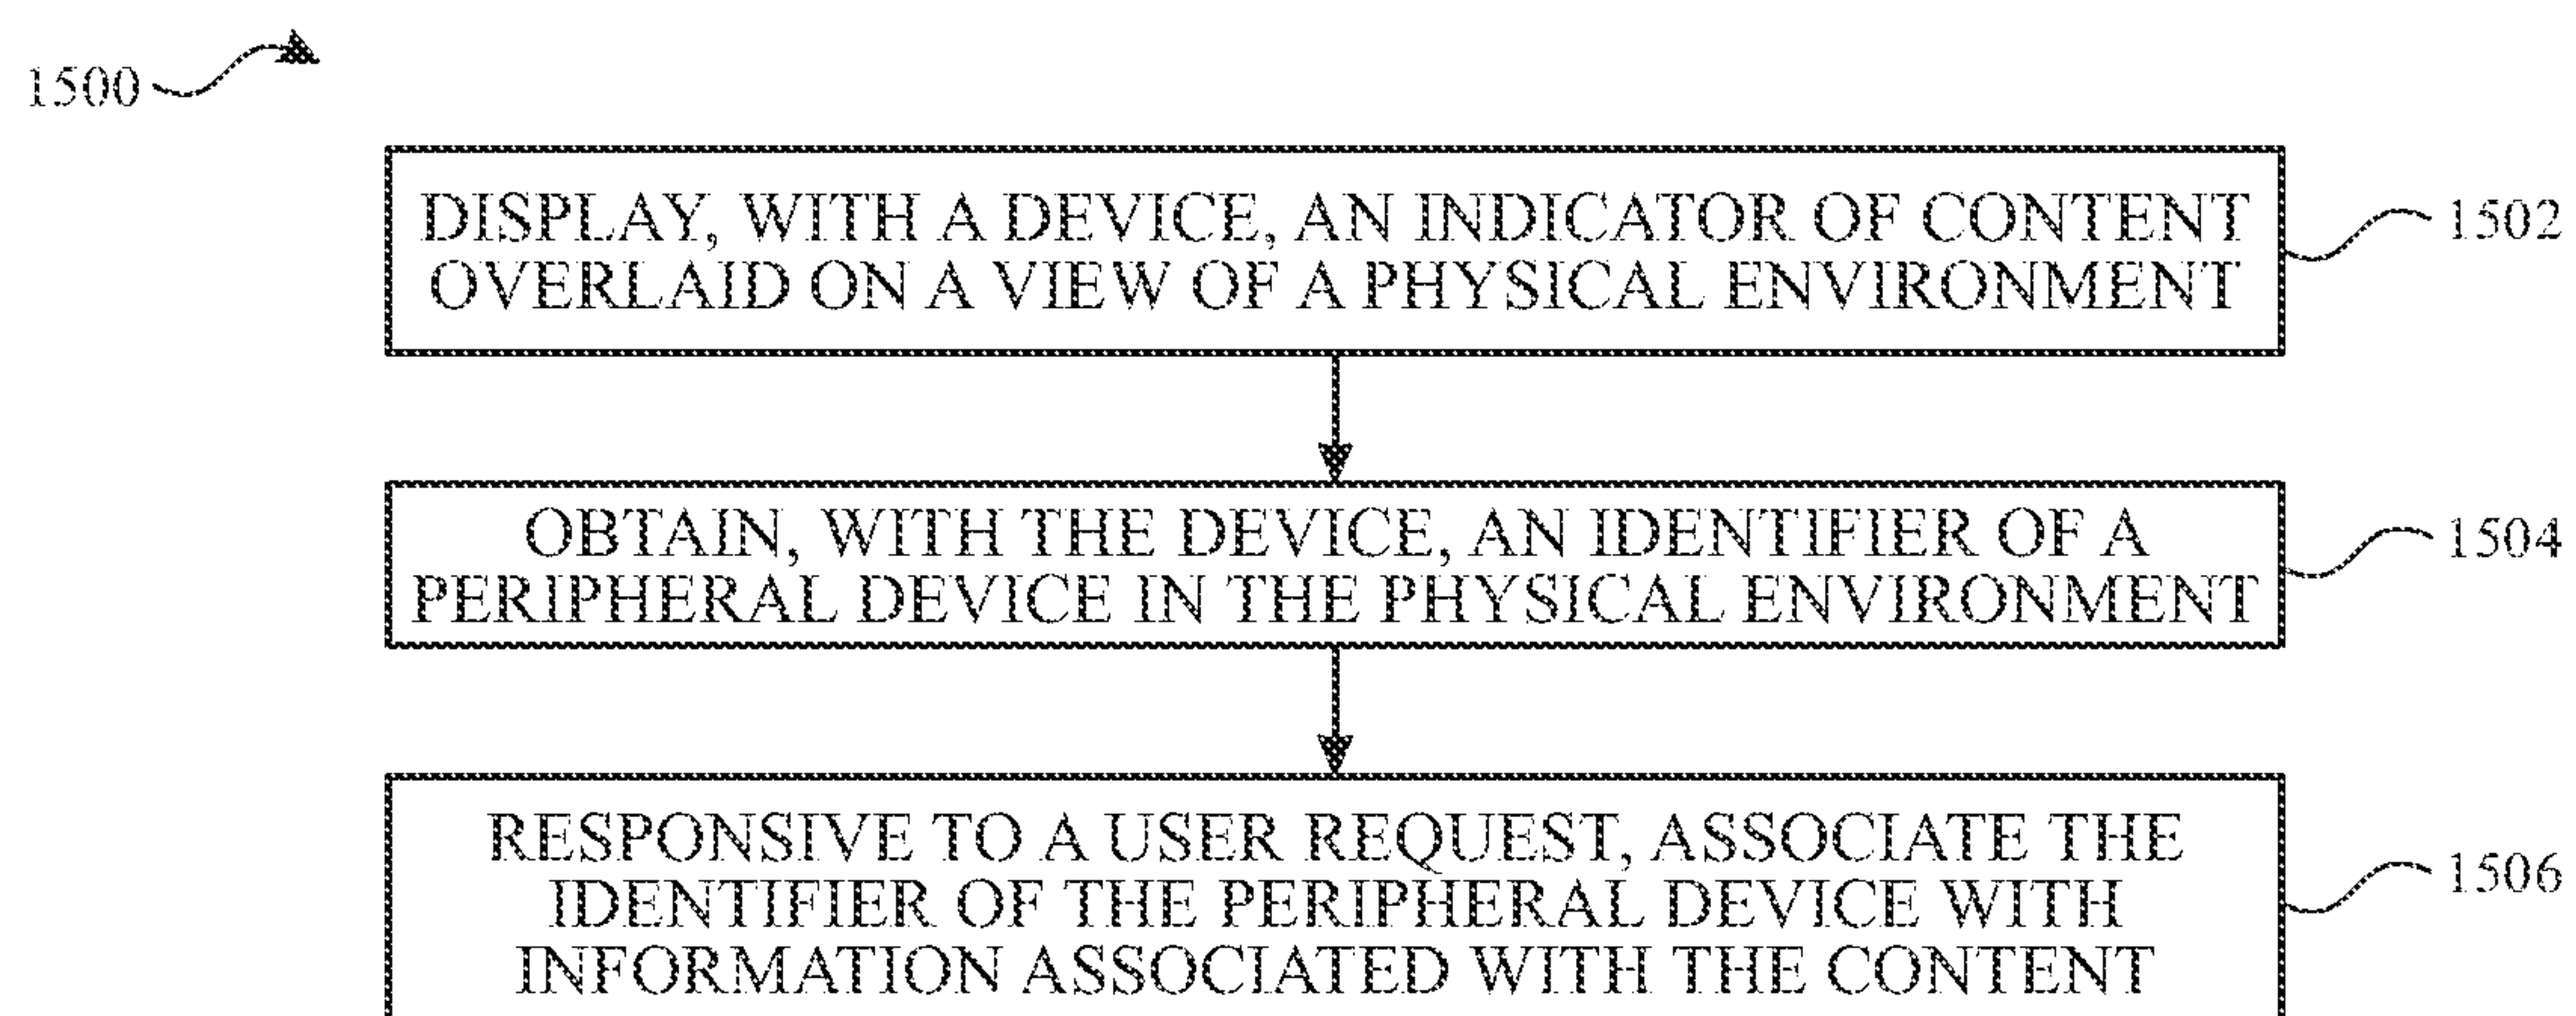 1500
DISPLAY, WITH A DEVICE, AN INDICATOR OF CONTENT
OVERLAID ON A VIEW OF A PHYSICAL ENVIRONMENT
1502
OBTAIN, WITH THE DEVICE, AN IDENTIFIER OF A
PERIPHERAL DEVICE IN THE PHYSICAL ENVIRONMENT
1504
RESPONSIVE TO A USER REQUEST, ASSOCIATE THE
IDENTIFIER OF THE PERIPHERAL DEVICE WITH
INFORMATION ASSOCIATED WITH THE CONTENT
1506